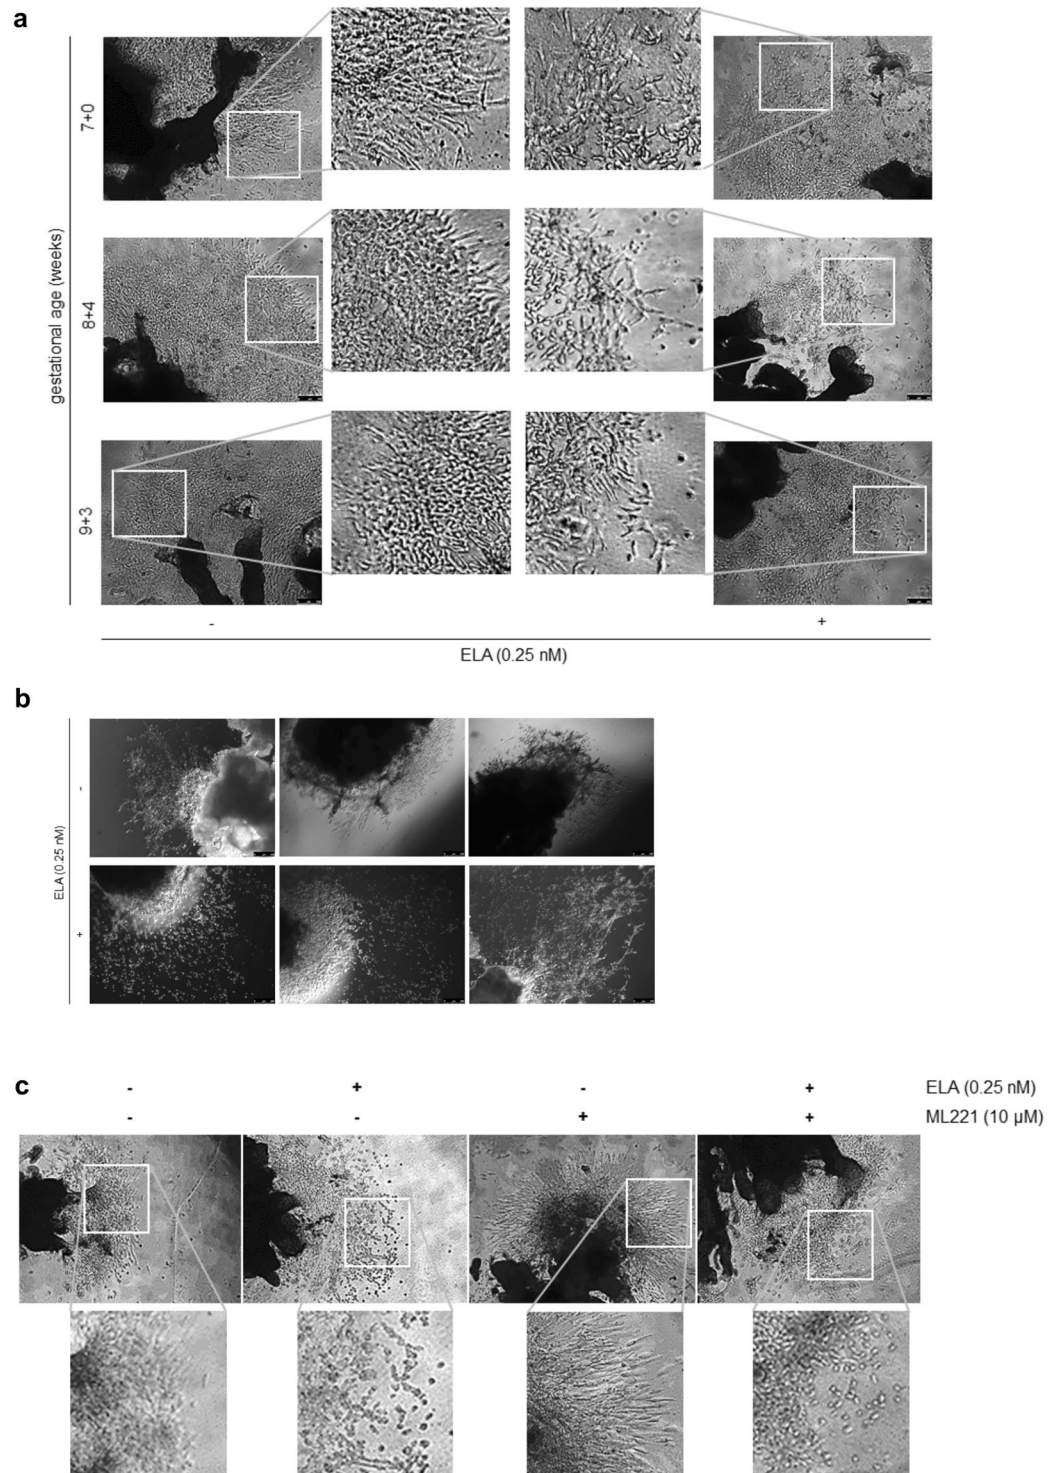 a
gestational age (weeks)
7+0
8+4
9+3
-
+
ELA (0.25 nM)
b
ELA (0.25 nM)
-
+
c
- + - + ELA (0.25 nM)
- - + + ML221 (10 µM)